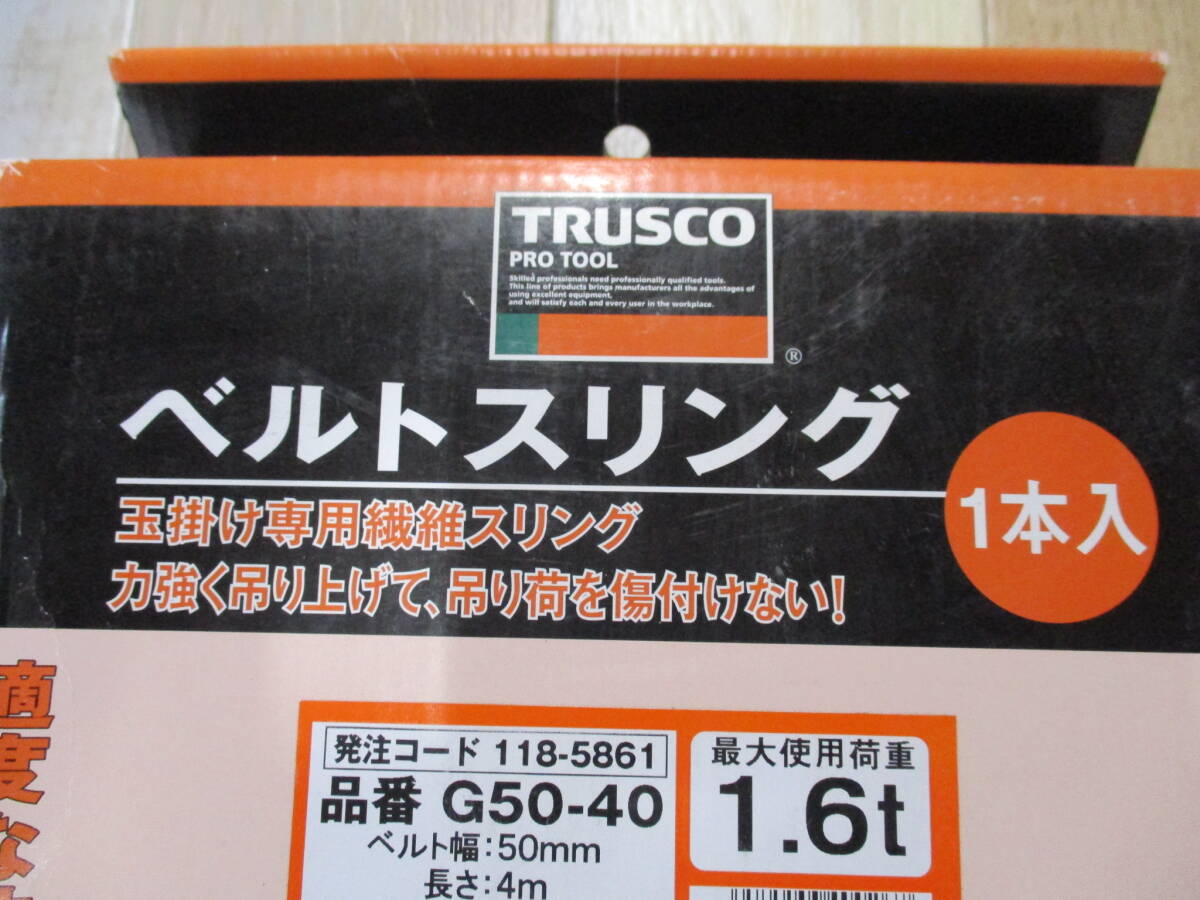 TRUSCO
PRO TOOL
Skilled professionals need professionally qualified tools.
This line of products brings manufacturers all the advantages of
using excellent equipment,
and will satisfy each and every user in the workplace.
®
ベルトスリング
1本入
玉掛け専用繊維スリング
力強く吊り上げて、吊り荷を傷付けない!
適度な
発注コード 118-5861
品番 G50-40
ベルト幅:50mm
長さ:4m
最大使用荷重
1.6t